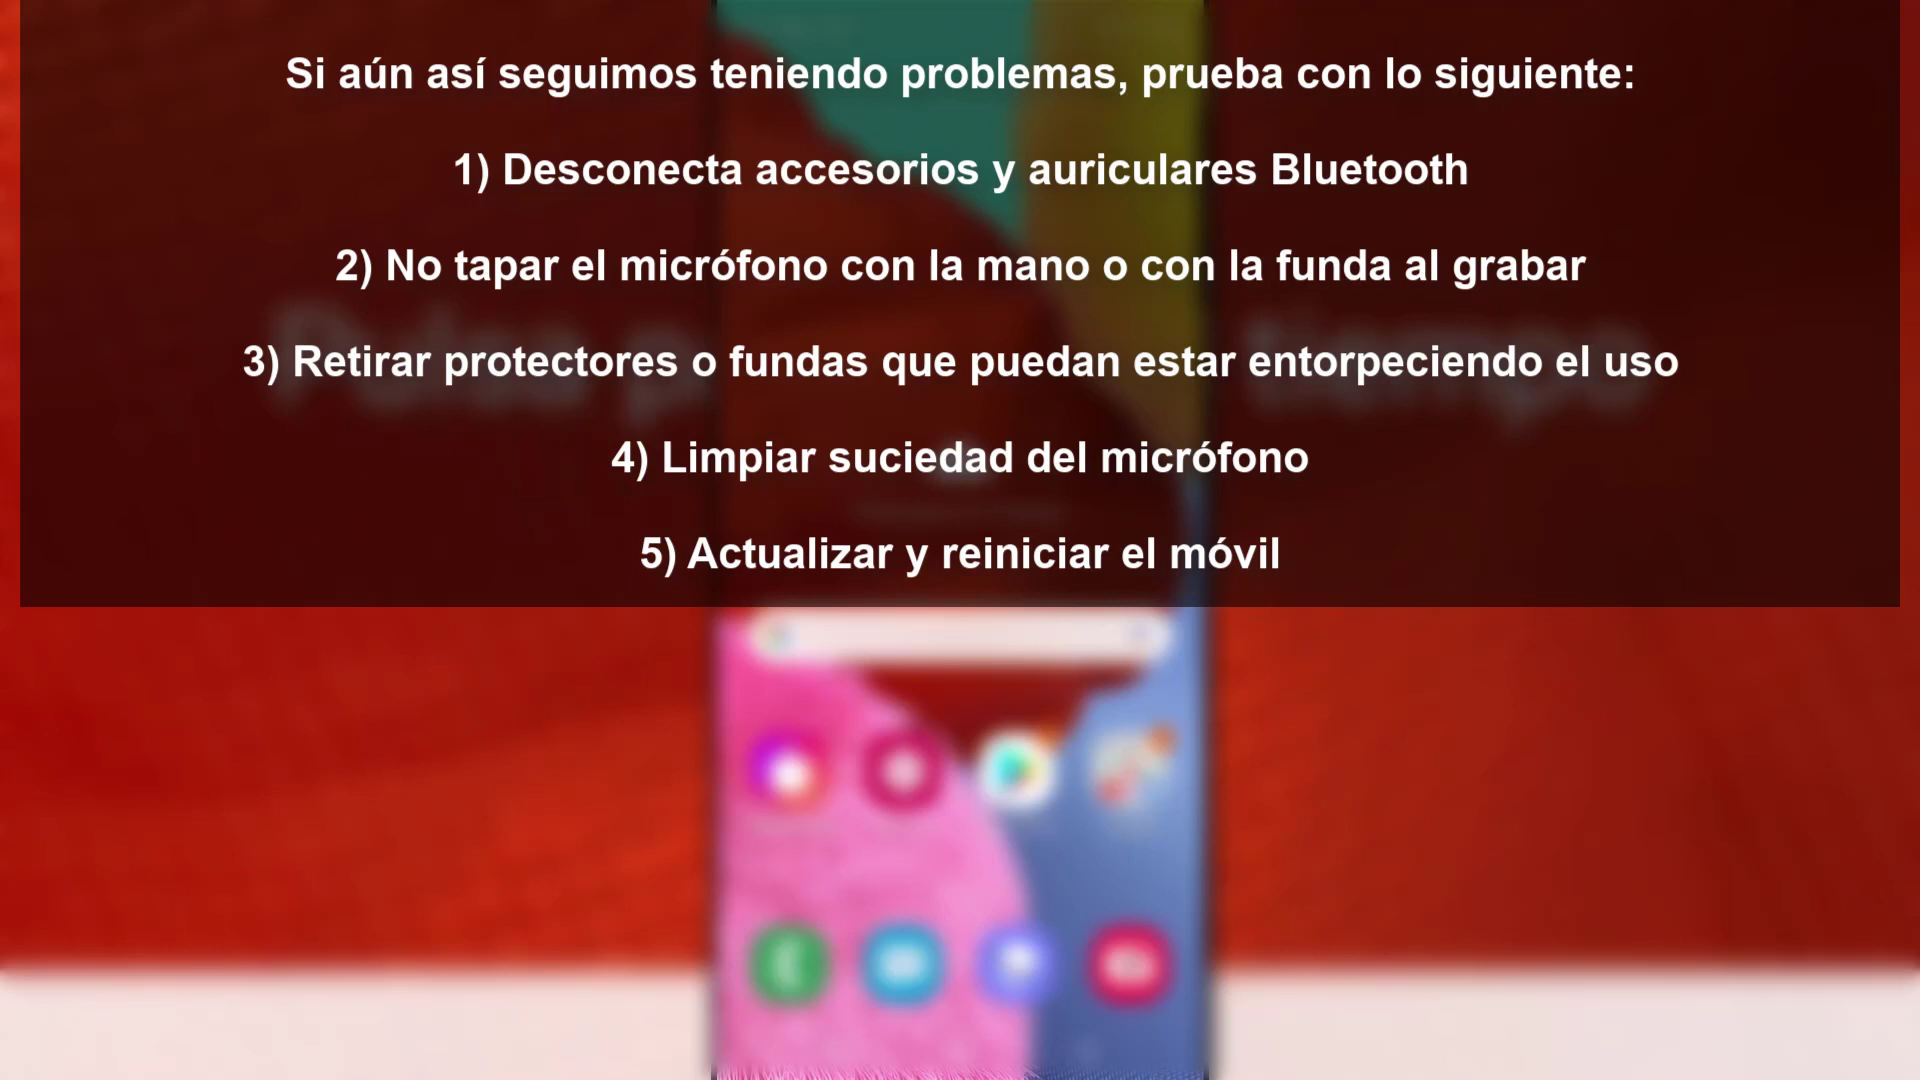 Si aún así seguimos teniendo problemas, prueba con lo siguiente:
1) Desconecta accesorios y auriculares Bluetooth
2) No tapar el micrófono con la mano o con la funda al grabar
3) Retirar protectores o fundas que puedan estar entorpeciendo el uso
4) Limpiar suciedad del micrófono
5) Actualizar y reiniciar el móvil